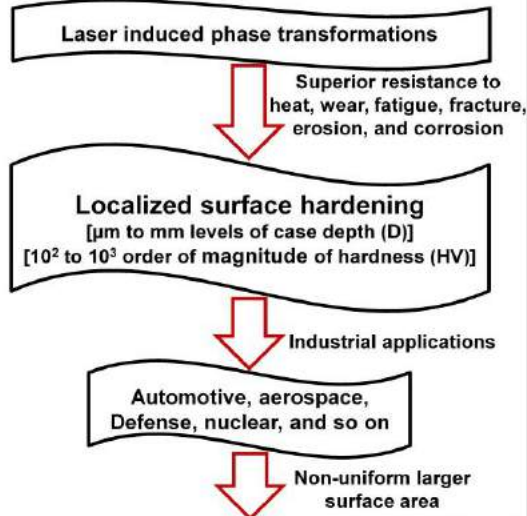 Laser induced phase transformations
Superior resistance to
heat, wear, fatigue, fracture,
erosion, and corrosion
Localized surface hardening
[µm to mm levels of case depth (D)]
[10² to 10³ order of magnitude of hardness (HV)]
Industrial applications
Automotive, aerospace,
Defense, nuclear, and so on
Non-uniform larger
surface area